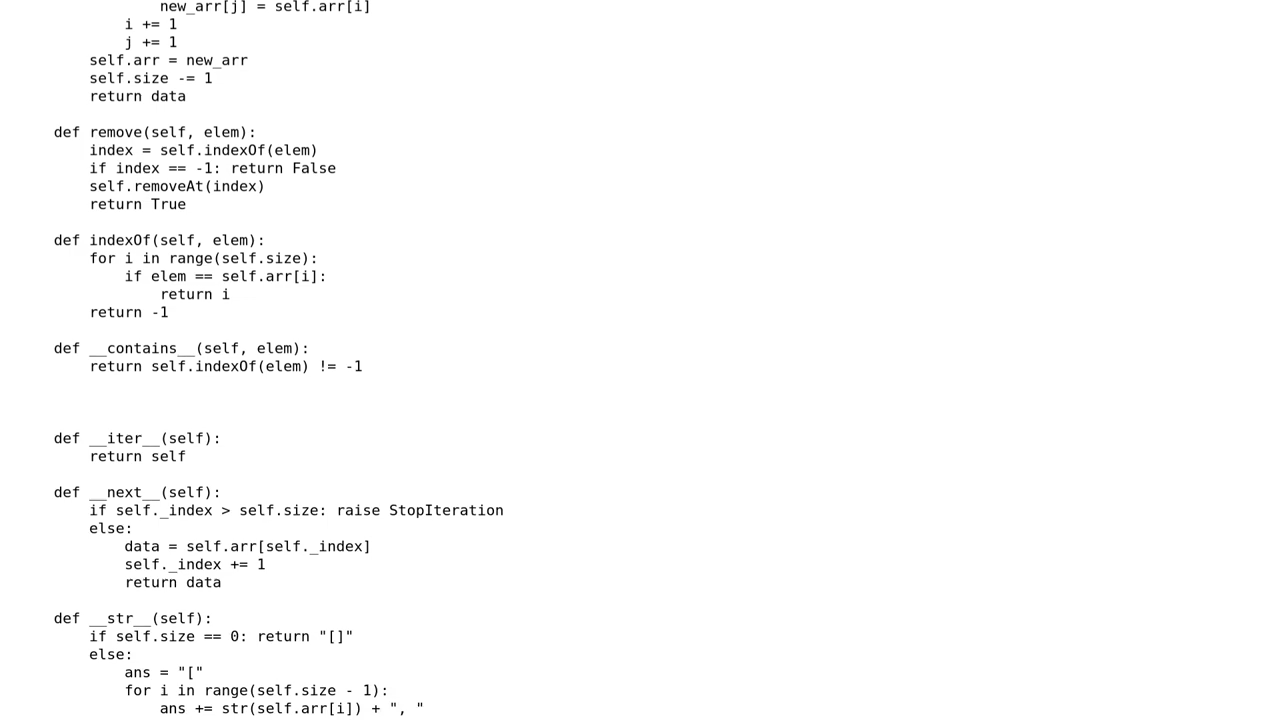 new_arr[j] = self.arr[i]
        i += 1
        j += 1
    self.arr = new_arr
    self.size -= 1
    return data

def remove(self, elem):
    index = self.indexOf(elem)
    if index == -1: return False
    self.removeAt(index)
    return True

def indexOf(self, elem):
    for i in range(self.size):
        if elem == self.arr[i]:
            return i
    return -1

def __contains__(self, elem):
    return self.indexOf(elem) != -1

def __iter__(self):
    return self

def __next__(self):
    if self._index > self.size: raise StopIteration
    else:
        data = self.arr[self._index]
        self._index += 1
        return data

def __str__(self):
    if self.size == 0: return "[]"
    else:
        ans = "["
        for i in range(self.size - 1):
            ans += str(self.arr[i]) + ", "